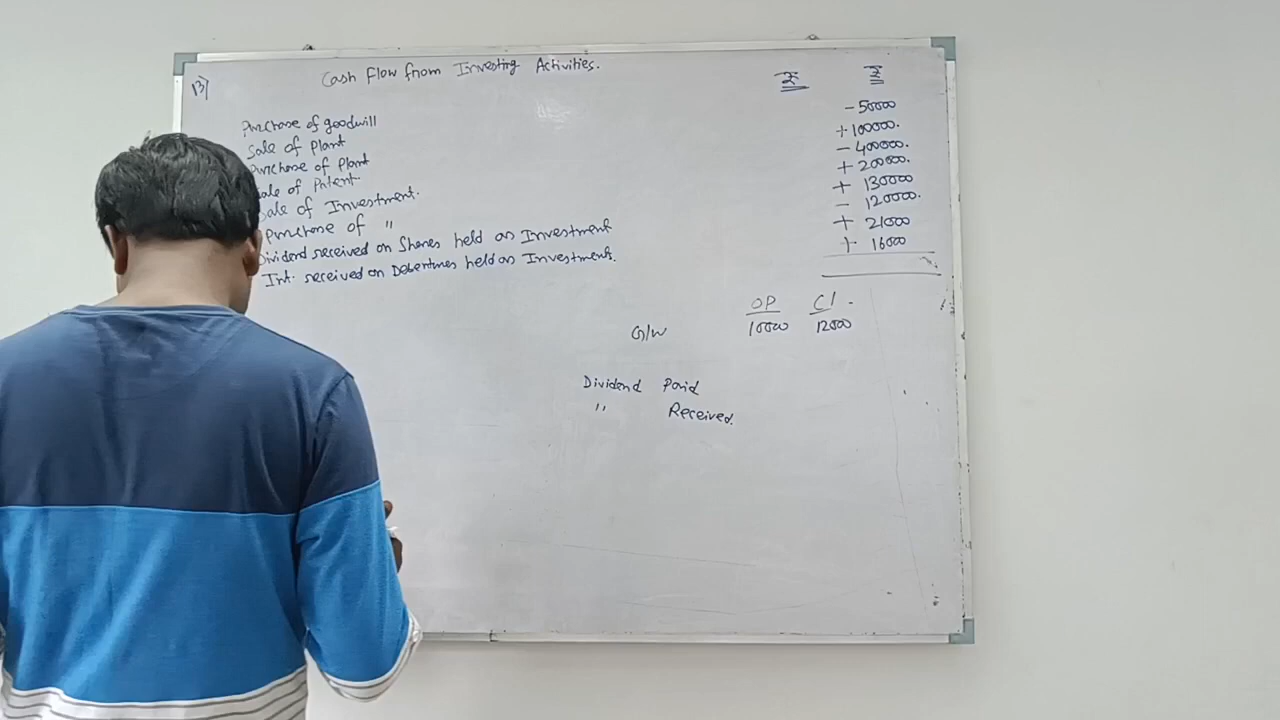 13) Cash Flow from Investing Activities. ₹ ₹
Purchase of goodwill -50000
Sale of Plant +100000.
Purchase of Plant - 400000.
Sale of Patent + 200000.
Sale of Investment. + 130000
Purchase of " - 120000.
Dividend received on Shares held as Investment + 21000
Int. received on Debentures held as Investment. + 16000
OP Cl.
G/W 10000 12000
Dividend Paid
" Received.